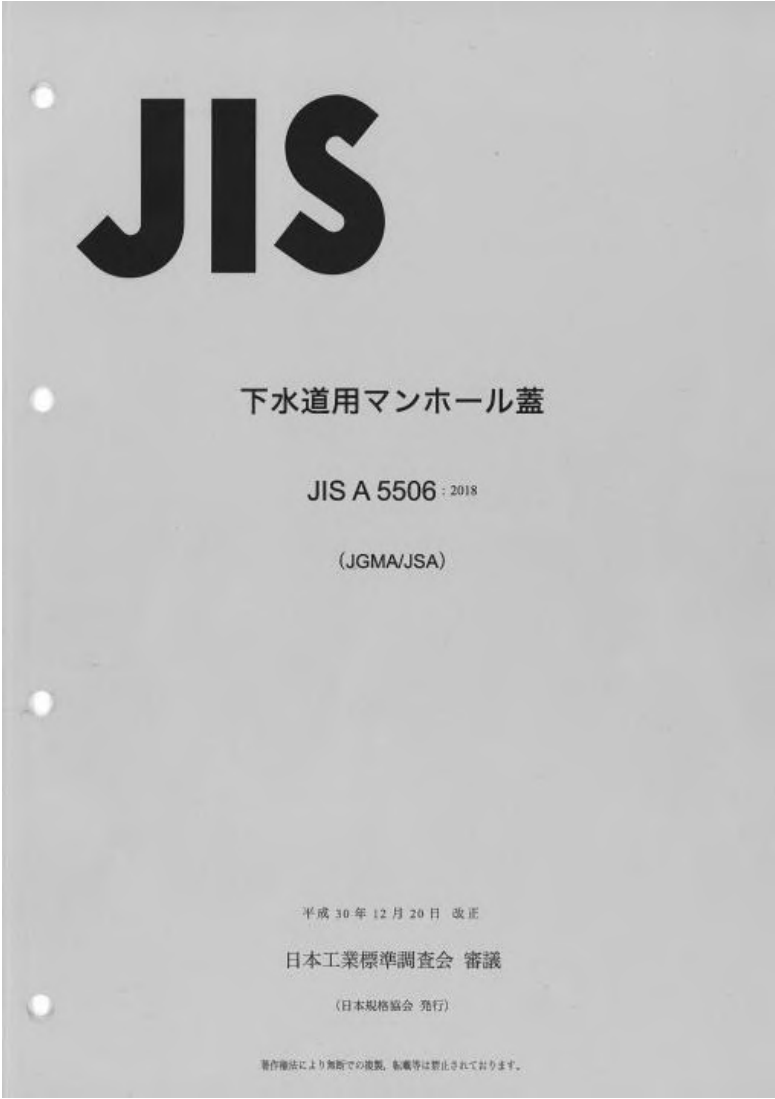 JIS
下水道用マンホール蓋
JIS A 5506 : 2018
(JGMA/JSA)
平成 30 年 12 月 20 日 改正
日本工業標準調査会 審議
(日本規格協会 発行)
著作権法により無断での複製，転載等は禁止されております。